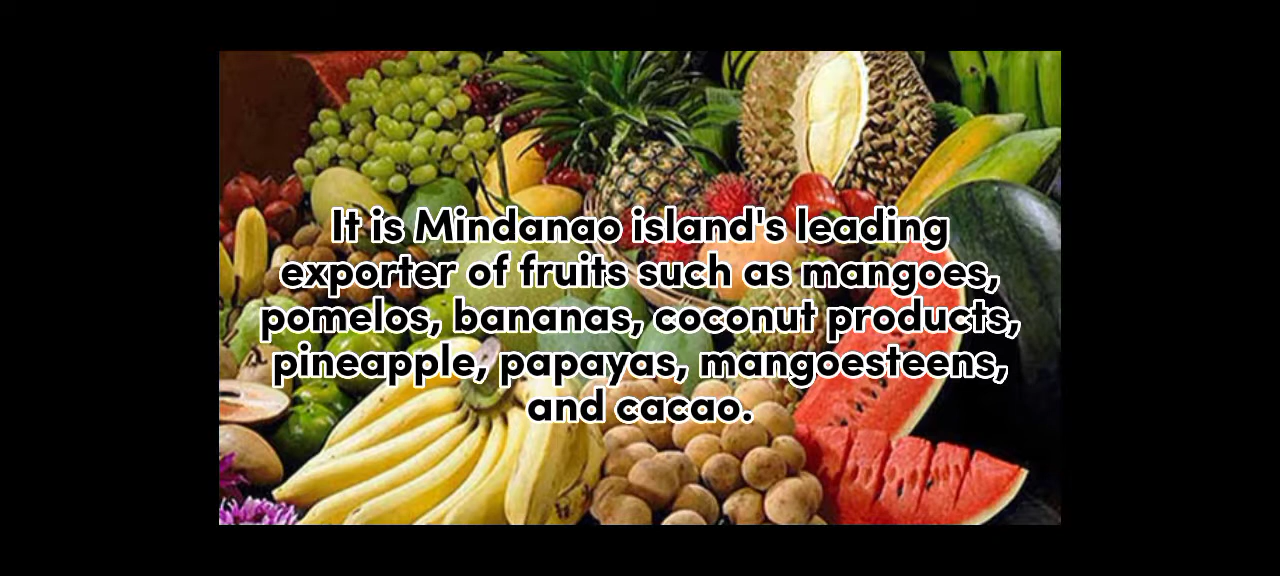 It is Mindanao island's leading
exporter of fruits such as mangoes,
pomelos, bananas, coconut products,
pineapple, papayas, mangoesteens,
and cacao.